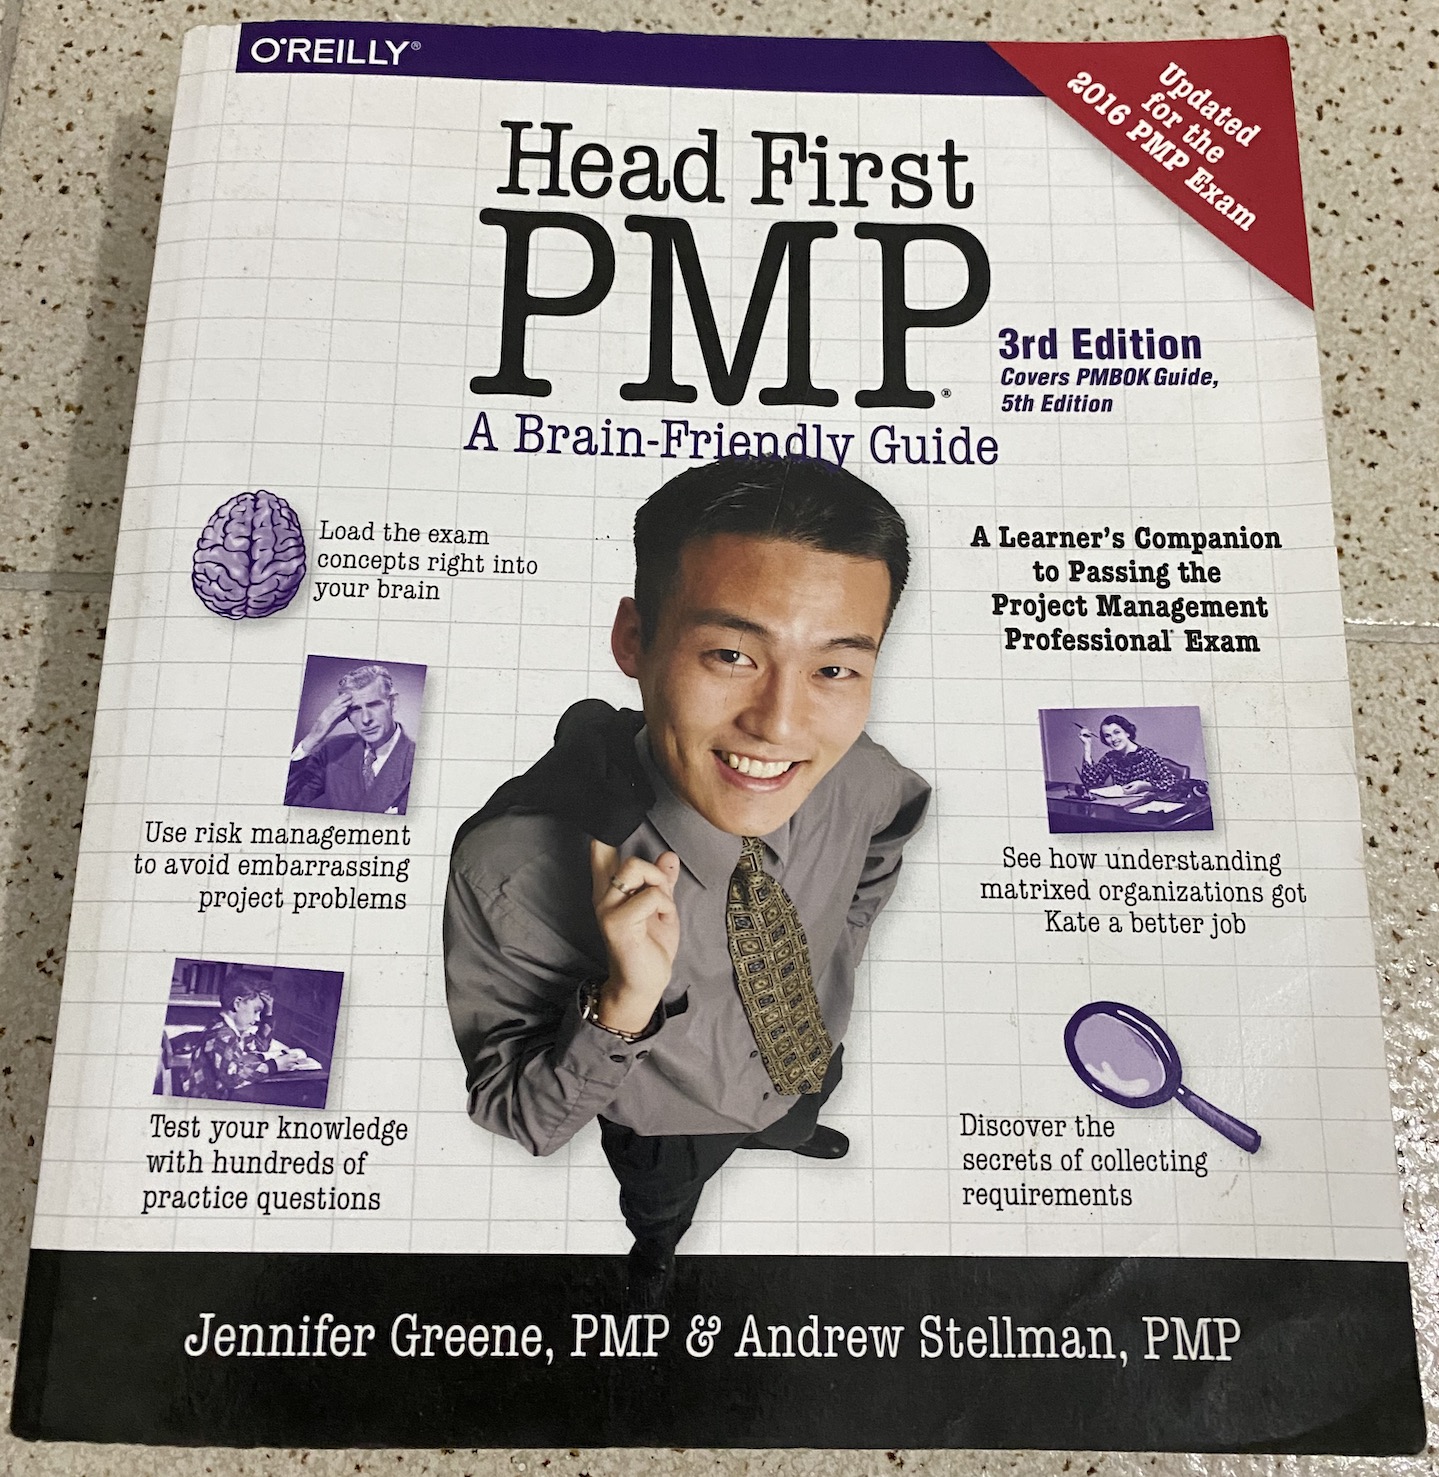 O'REILLY®
Updated
for the
2016 PMP Exam
Head First
PMP®
3rd Edition
Covers PMBOK Guide,
5th Edition
A Brain-Friendly Guide
Load the exam
concepts right into
your brain
A Learner's Companion
to Passing the
Project Management
Professional® Exam
Use risk management
to avoid embarrassing
project problems
See how understanding
matrixed organizations got
Kate a better job
Test your knowledge
with hundreds of
practice questions
Discover the
secrets of collecting
requirements
Jennifer Greene, PMP & Andrew Stellman, PMP